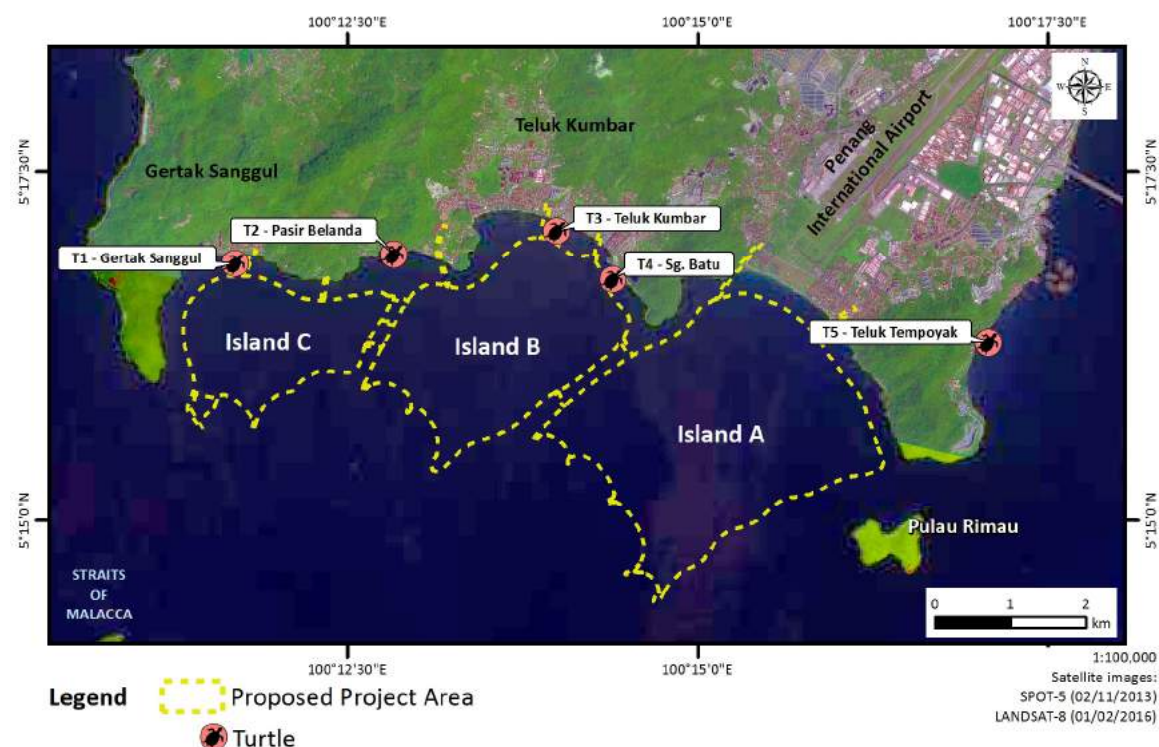 100°12'30"E
100°15'0"E
100°17'30"E
5°17'30"N
5°17'30"N
N
W
E
S
Teluk Kumbar
Penang
International Airport
Gertak Sanggul
T3 - Teluk Kumbar
T2 - Pasir Belanda
T1 - Gertak Sanggul
T4 - Sg. Batu
T5 - Teluk Tempoyak
Island C
Island B
Island A
5°15'0"N
5°15'0"N
Pulau Rimau
STRAITS
OF
MALACCA
0 1 2
km
100°12'30"E
100°15'0"E
1:100,000
Satellite images:
SPOT-5 (02/11/2013)
LANDSAT-8 (01/02/2016)
Legend
Proposed Project Area
Turtle